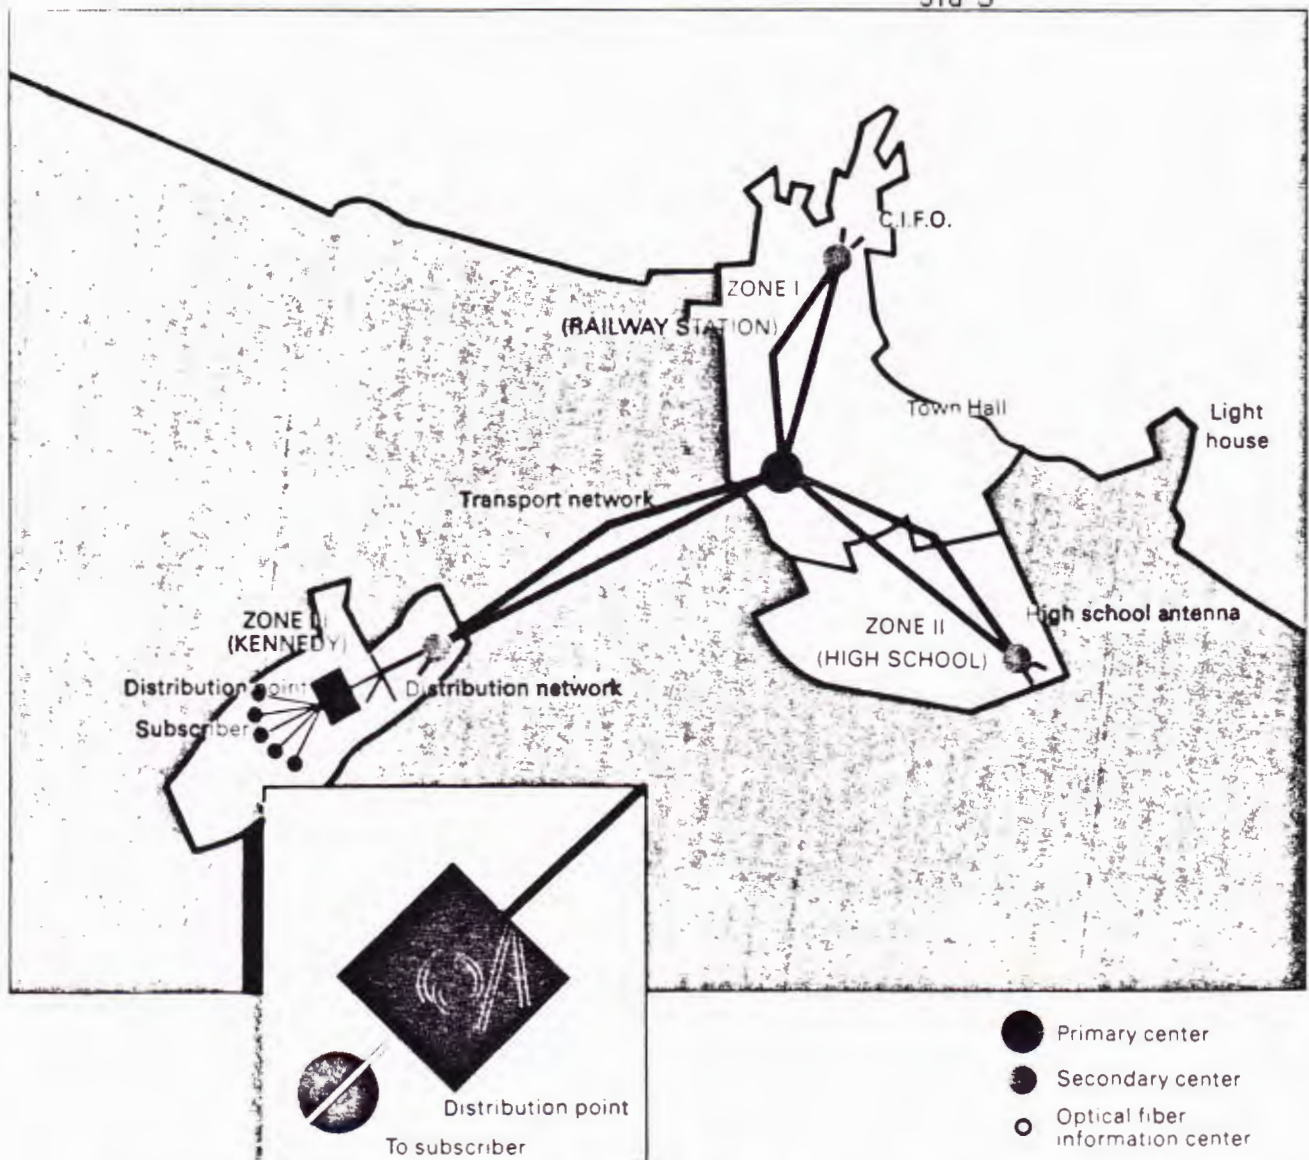 C.I.F.O.
ZONE I
(RAILWAY STATION)
Town Hall
Light
house
Transport network
ZONE
(KENNEDY)
High school antenna
ZONE II
(HIGH SCHOOL)
Distribution point
Distribution network
Subscriber
Primary center
Secondary center
Optical fiber
information center
Distribution point
To subscriber